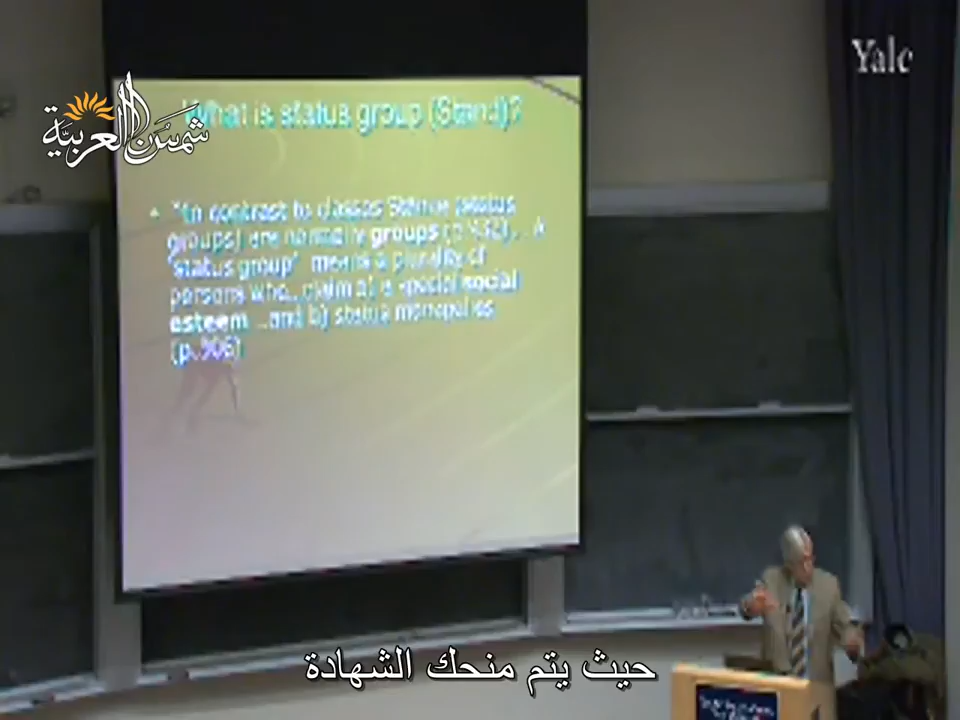 Yale
شمس العربية
What is status group (Stand)?
"In contrast to classes Stände (status
groups) are normally groups (p.932)... A
"status group" means a plurality of
persons who...claim a) a special social
esteem ...and b) status monopolies
(p. 306)
حيث يتم منحك الشهادة